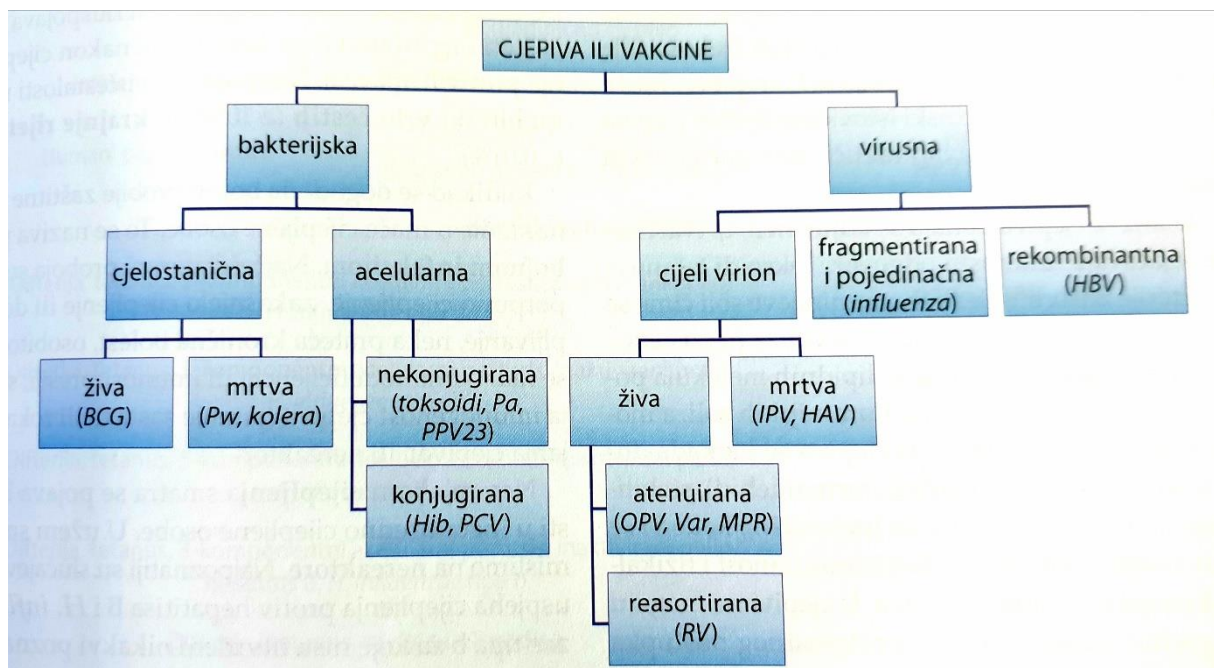 CJEPIVA ILI VAKCINE
bakterijska
virusna
cjelostanična
acelularna
cijeli virion
fragmentirana
i pojedinačna
(influenza)
rekombinantna
(HBV)
živa
(BCG)
mrtva
(Pw, kolera)
nekonjugirana
(toksoidi, Pa,
PPV23)
živa
mrtva
(IPV, HAV)
konjugirana
(Hib, PCV)
atenuirana
(OPV, Var, MPR)
reasortirana
(RV)